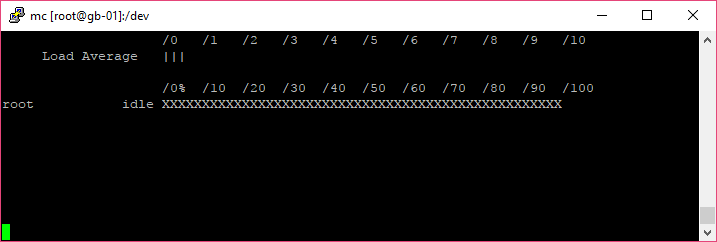 mc [root@gb-01]:/dev
/0   /1   /2   /3   /4   /5   /6   /7   /8   /9   /10
Load Average   |||
/0%  /10  /20  /30  /40  /50  /60  /70  /80  /90  /100
root           idle XXXXXXXXXXXXXXXXXXXXXXXXXXXXXXXXXXXXXXXXXXXXXXXXXX